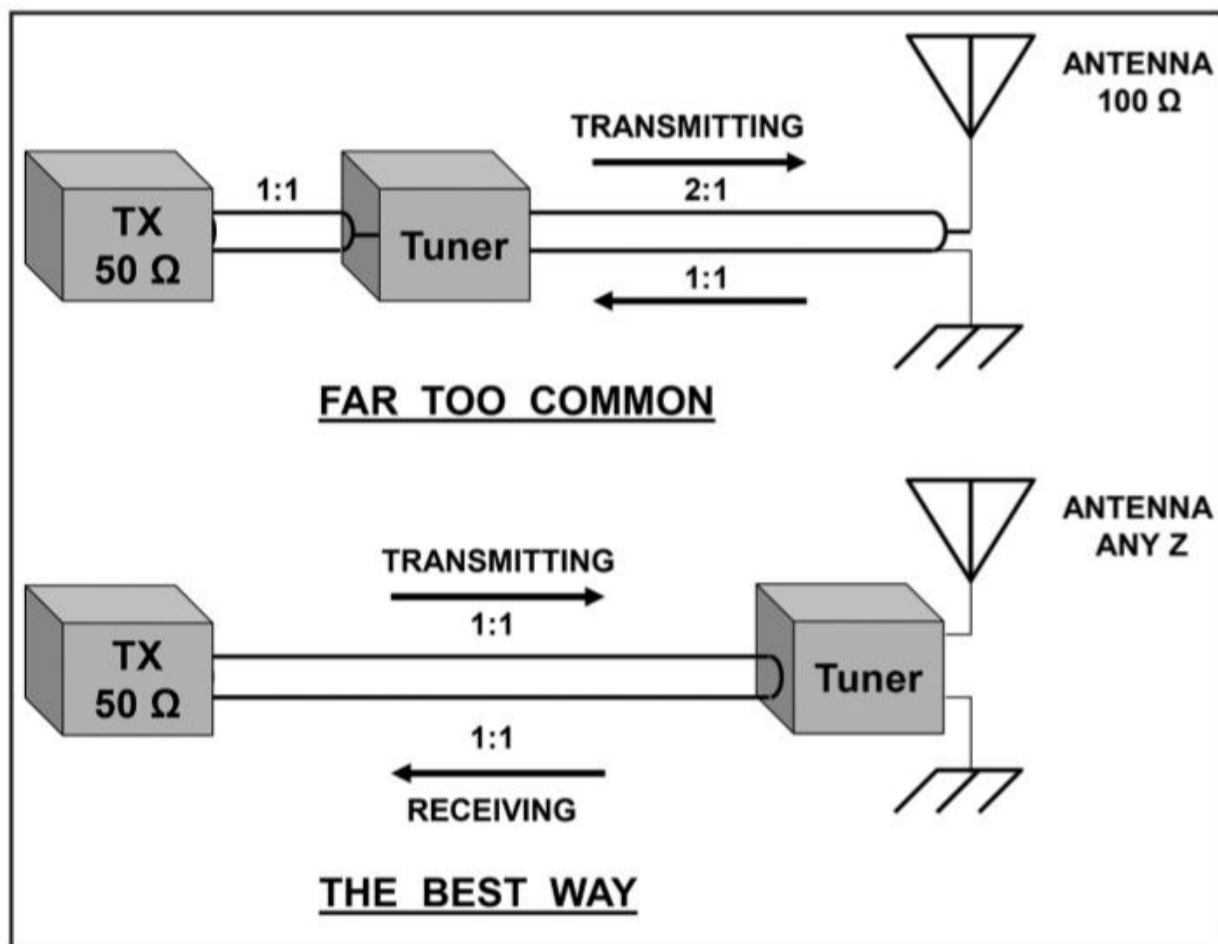 ANTENNA
100 Ω
TRANSMITTING
1:1
2:1
TX
50 Ω
Tuner
1:1
FAR TOO COMMON
ANTENNA
ANY Z
TRANSMITTING
1:1
TX
50 Ω
Tuner
1:1
RECEIVING
THE BEST WAY